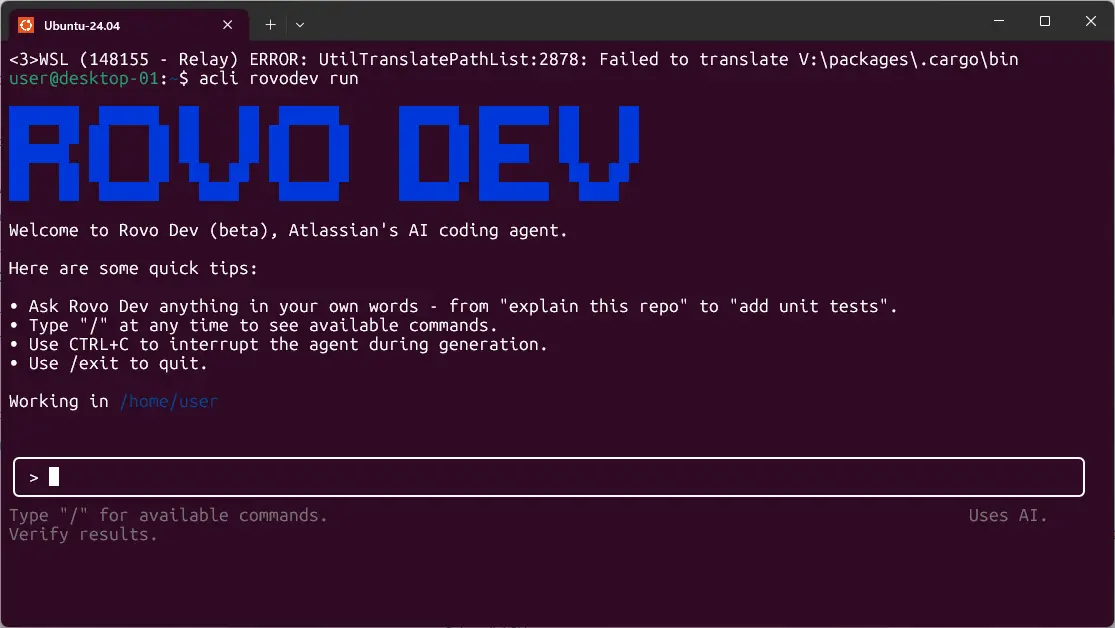 Ubuntu-24.04
<3>WSL (148155 - Relay) ERROR: UtilTranslatePathList:2878: Failed to translate V:\packages\.cargo\bin
user@desktop-01:~$ acli rovodev run
ROVO DEV
Welcome to Rovo Dev (beta), Atlassian's AI coding agent.
Here are some quick tips:
• Ask Rovo Dev anything in your own words - from "explain this repo" to "add unit tests".
• Type "/" at any time to see available commands.
• Use CTRL+C to interrupt the agent during generation.
• Use /exit to quit.
Working in /home/user
>
Type "/" for available commands. Uses AI.
Verify results.